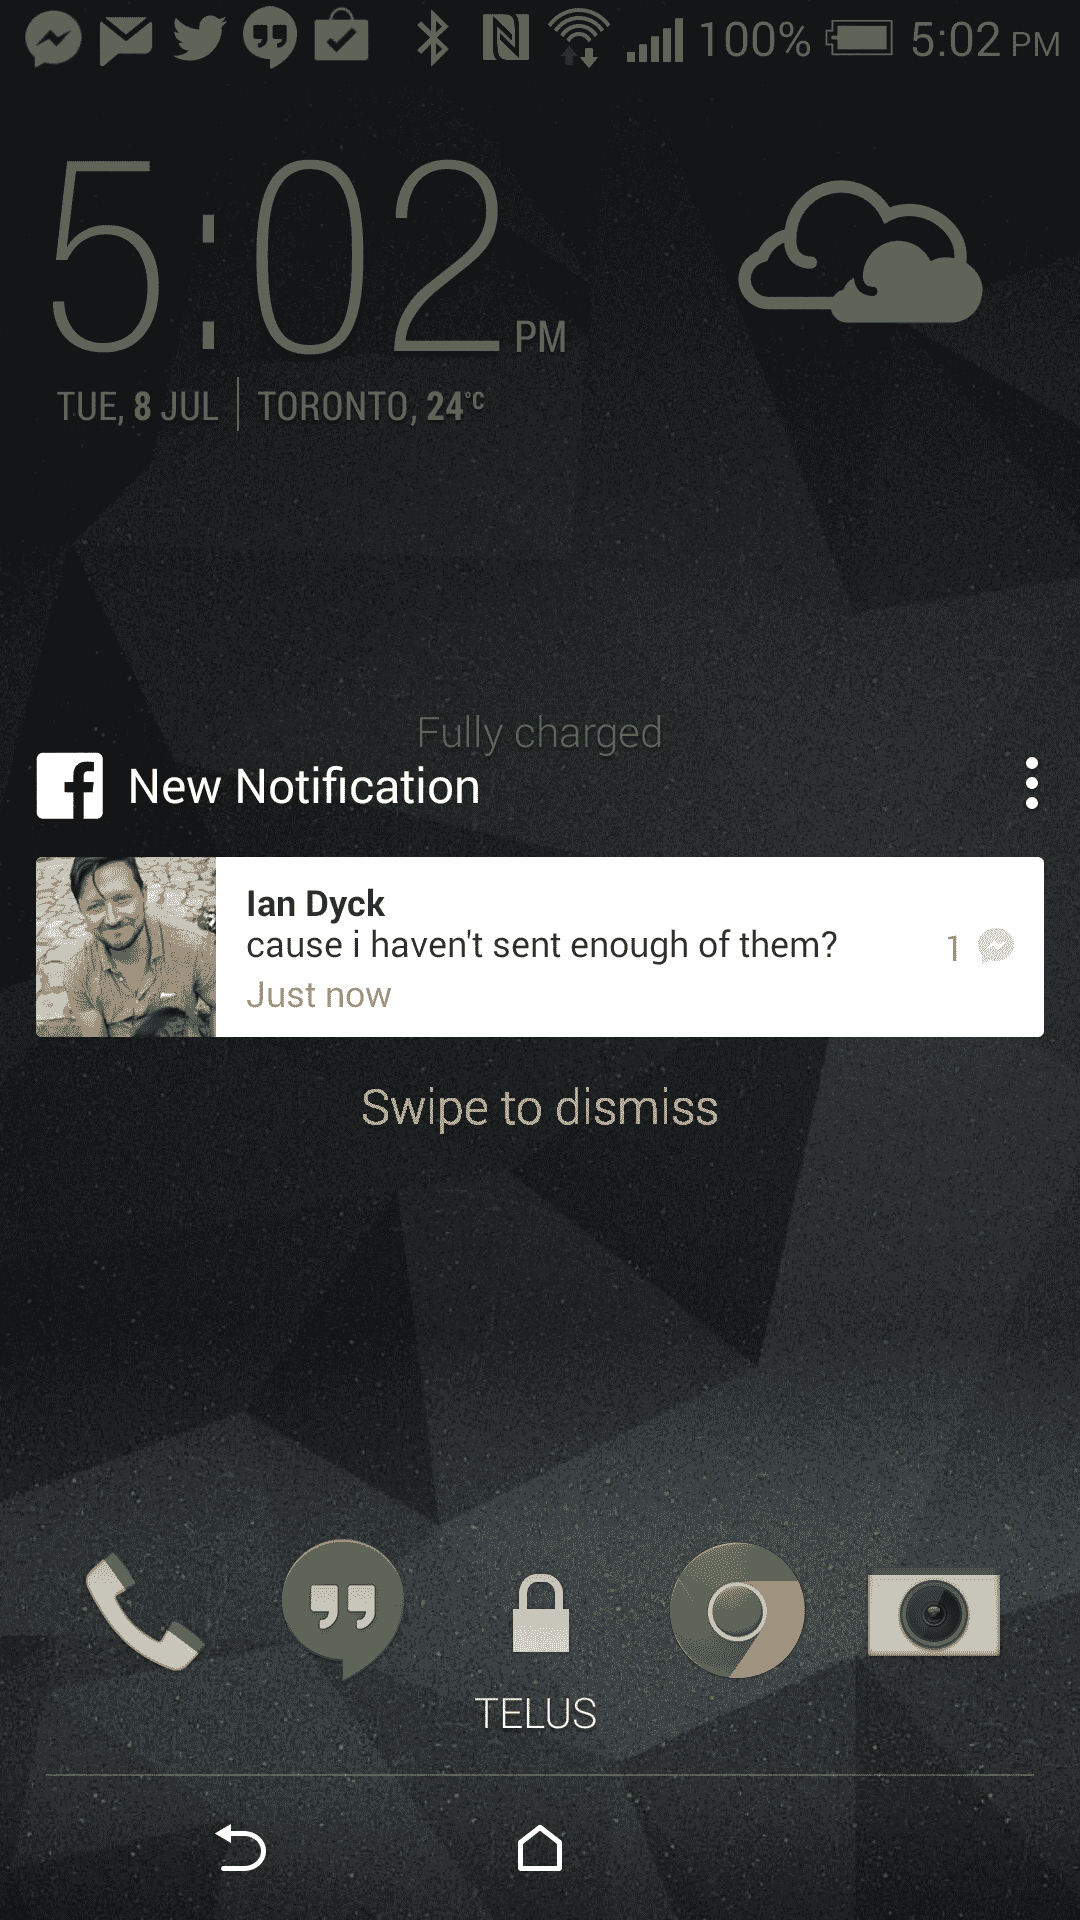 100% 5:02 PM
5:02 PM
TUE, 8 JUL | TORONTO, 24°C
Fully charged
New Notification
Ian Dyck
cause i haven't sent enough of them?
1
Just now
Swipe to dismiss
TELUS